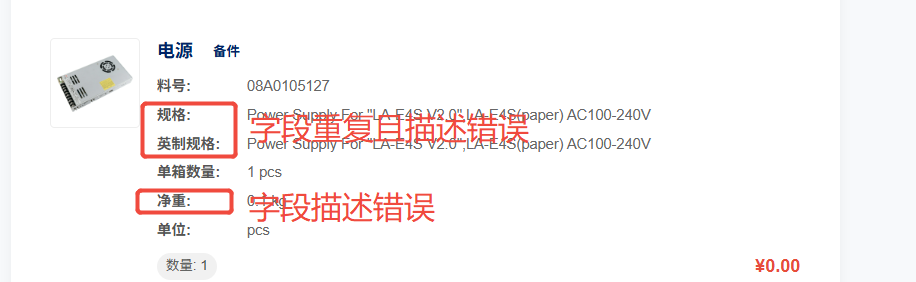 电源 备件
料号: 08A0105127
规格: Power Supply For "LA-E4S V2.0",LA-E4S(paper) AC100-240V
字段重复且描述错误
英制规格: Power Supply For "LA-E4S V2.0",LA-E4S(paper) AC100-240V
单箱数量: 1 pcs
净重: 0.1 kg
字段描述错误
单位: pcs
数量: 1 ¥0.00